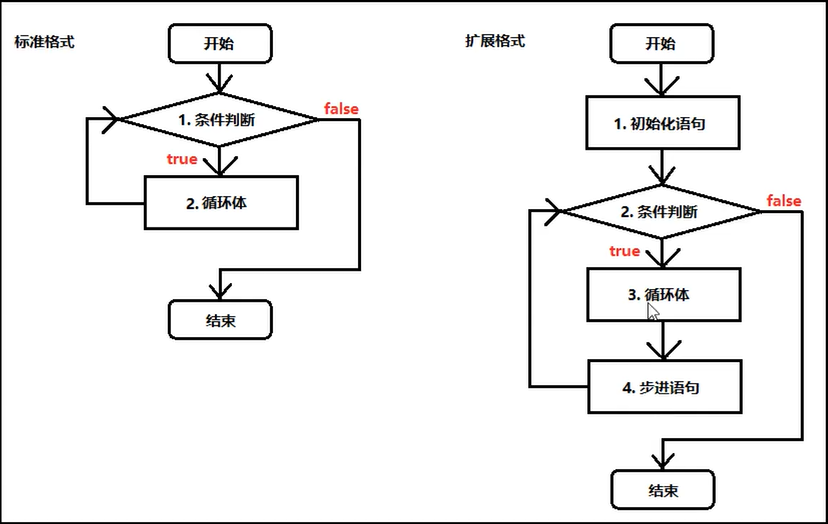 标准格式
开始
1. 条件判断
false
true
2. 循环体
结束
扩展格式
开始
1. 初始化语句
2. 条件判断
false
true
3. 循环体
4. 步进语句
结束